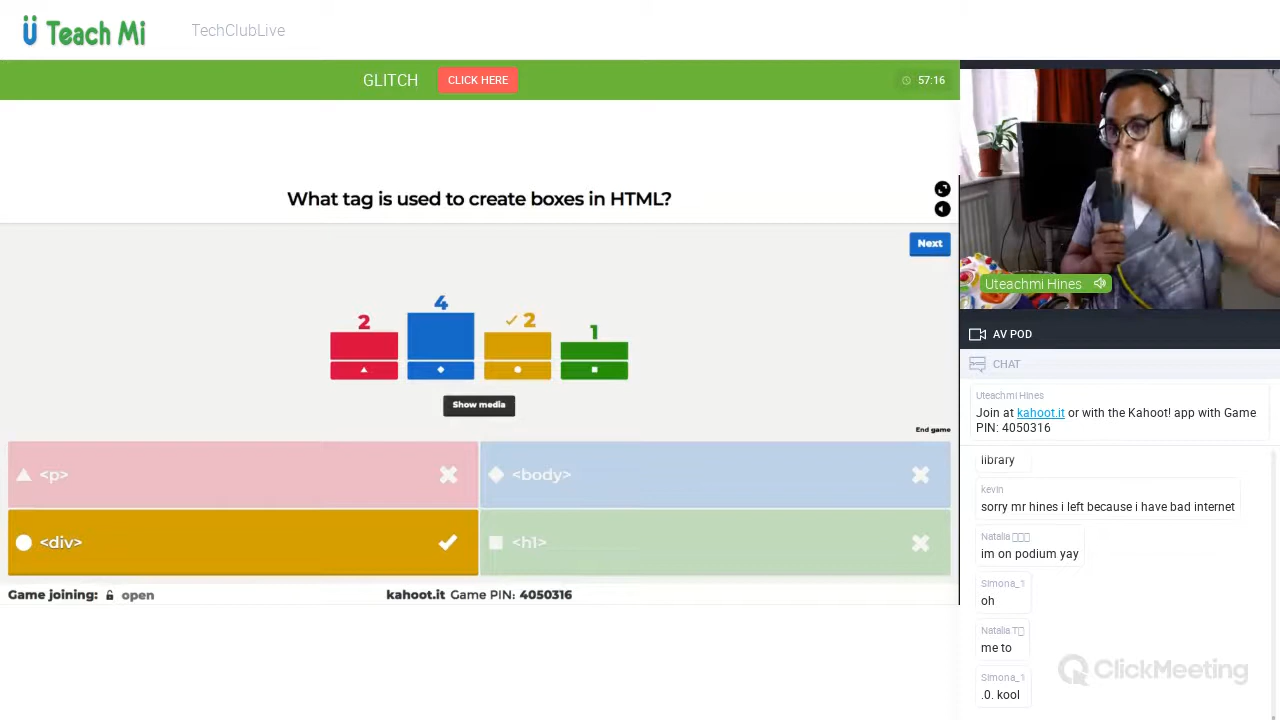 Ü Teach Mi
TechClubLive
GLITCH
CLICK HERE
57:16
What tag is used to create boxes in HTML?
Next
2
4
2
1
Show media
End game
<p>
<body>
<div>
<h1>
Game joining: open
kahoot.it Game PIN: 4050316
Uteachmi Hines
AV POD
CHAT
Uteachmi Hines
Join at kahoot.it or with the Kahoot! app with Game
PIN: 4050316
library
kevin
sorry mr hines i left because i have bad internet
Natalia
im on podium yay
Simona_1
oh
Natalia T
me to
Simona_1
.0. kool
ClickMeeting